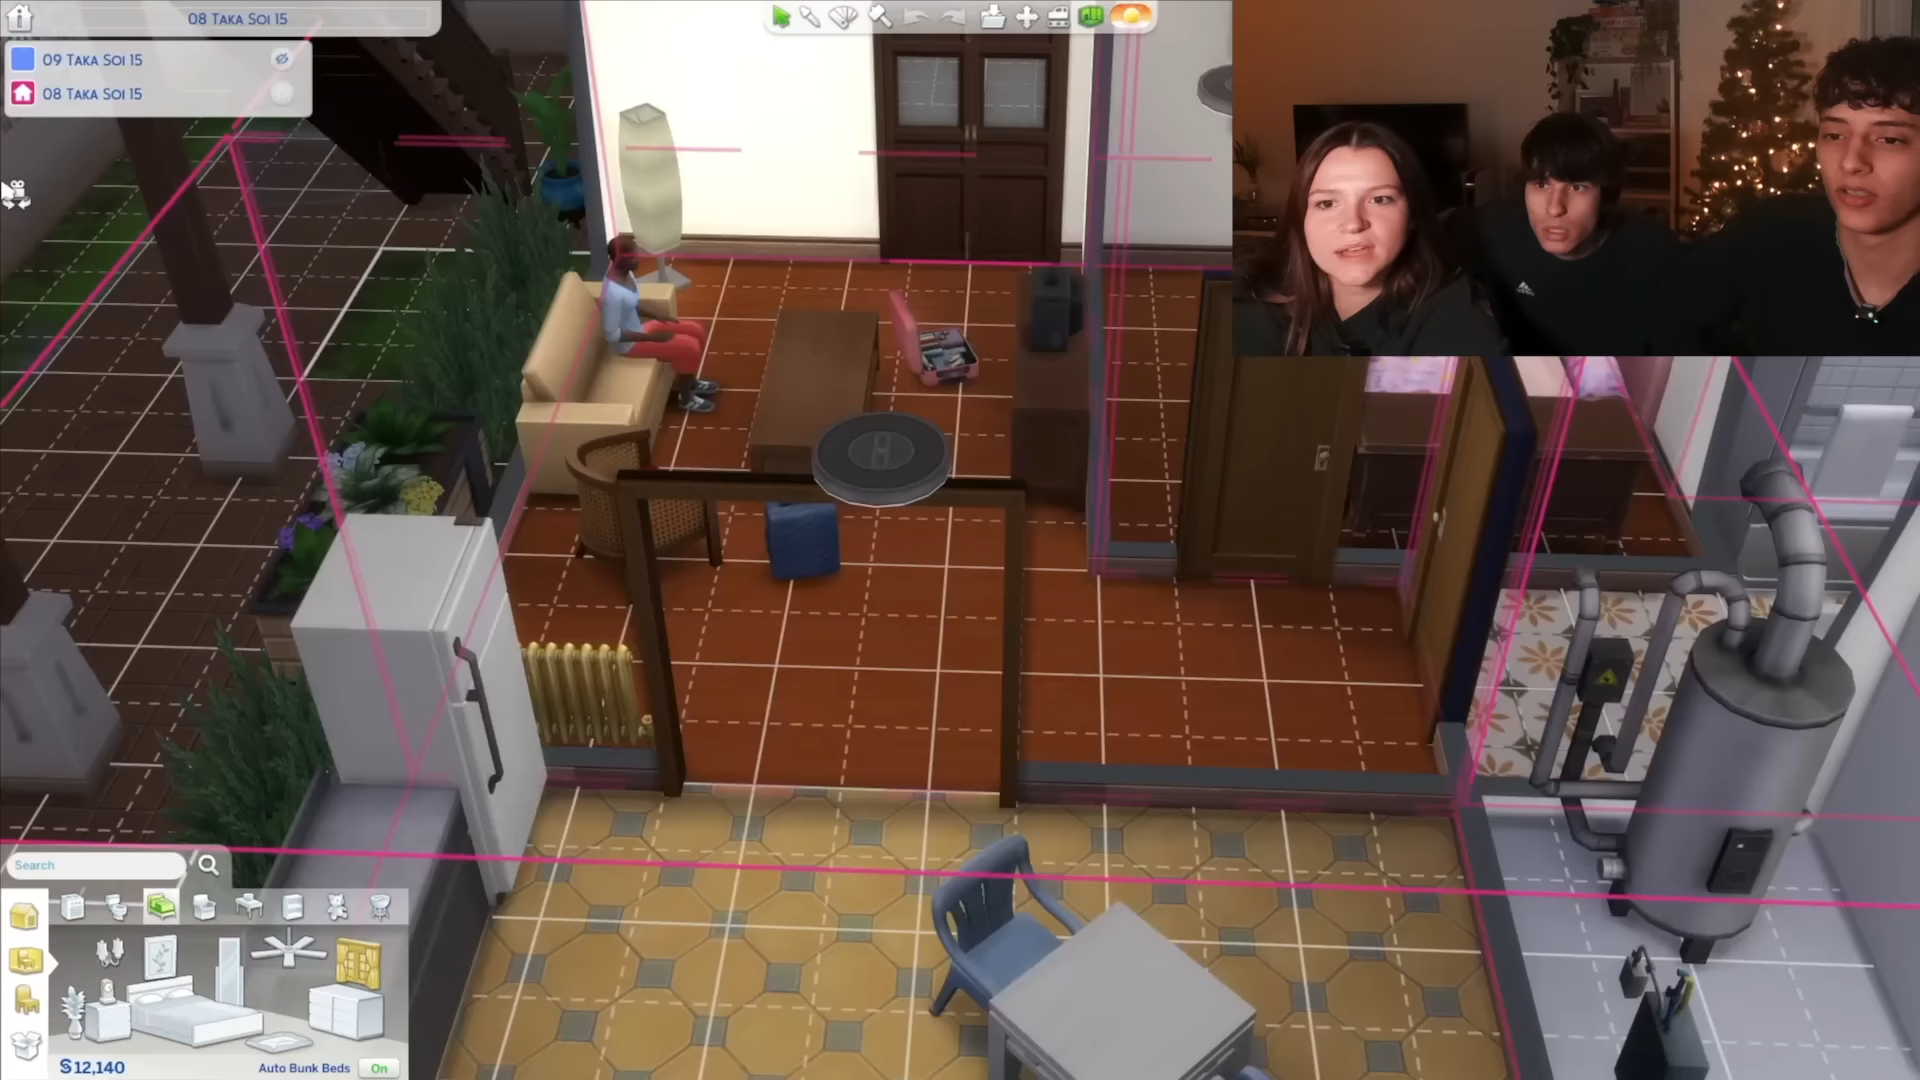 08 Taka Soi 15
09 Taka Soi 15
08 Taka Soi 15
Search
§12,140
Auto Bunk Beds On